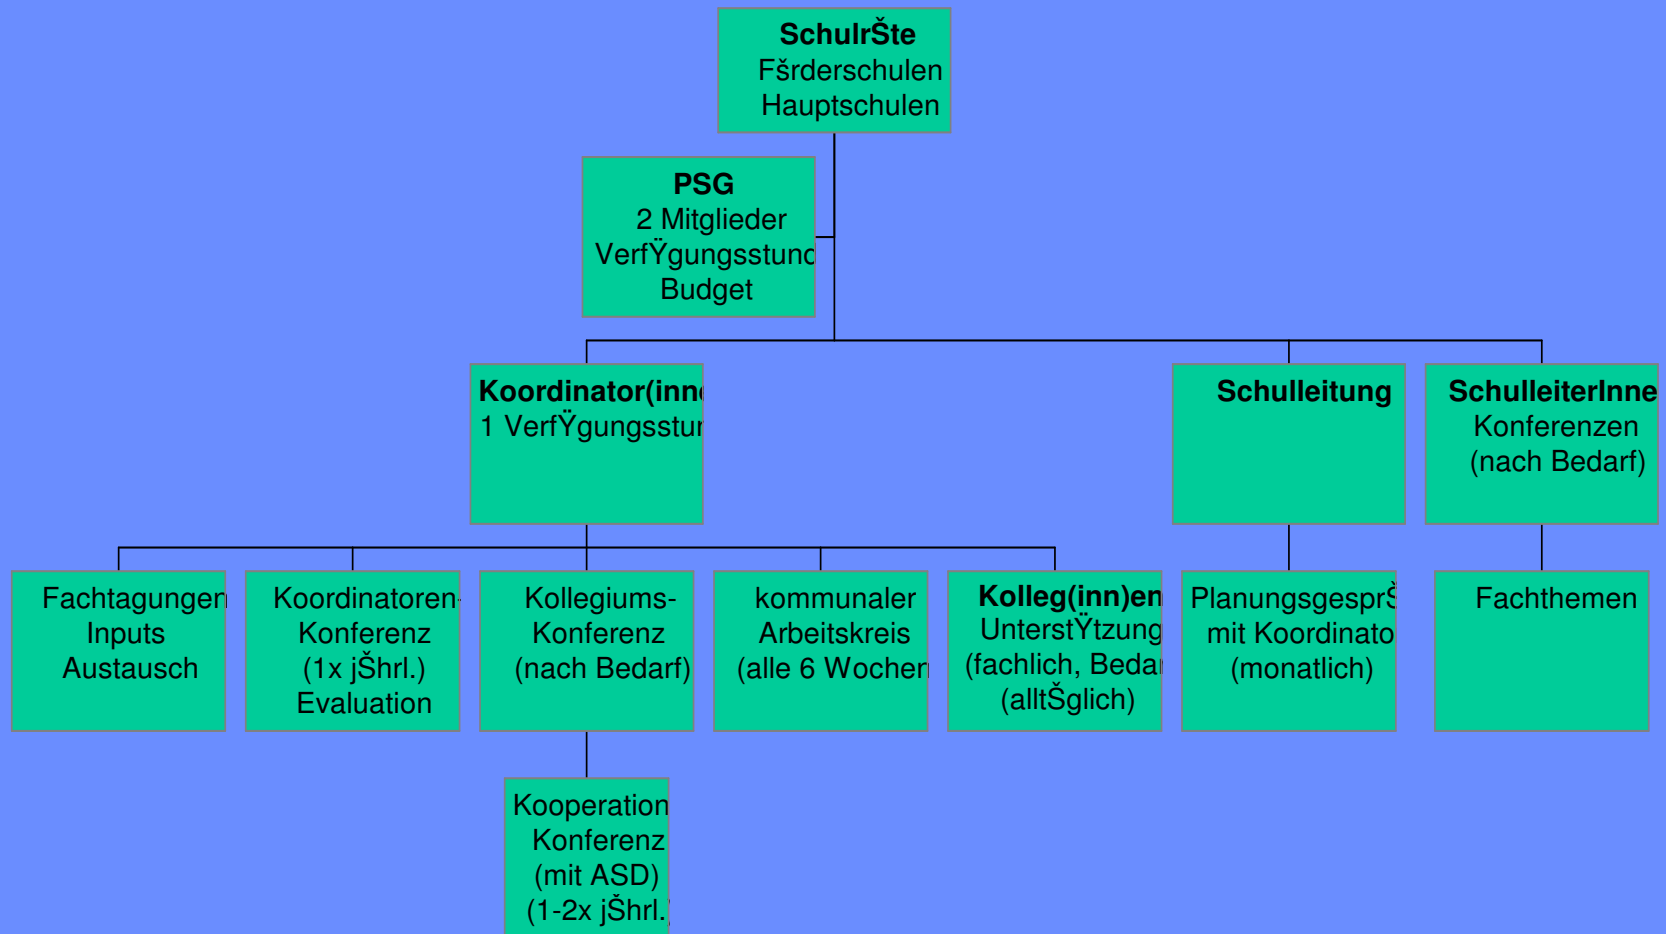 SchulrŠte
Fšrderschulen
Hauptschulen
PSG
2 Mitglieder
VerfŸgungsstund
Budget
Koordinator(inne
1 VerfŸgungsstun
Schulleitung
SchulleiterInne
Konferenzen
(nach Bedarf)
Fachtagungen
Inputs
Austausch
Koordinatoren-
Konferenz
(1x jŠhrl.)
Evaluation
Kollegiums-
Konferenz
(nach Bedarf)
kommunaler
Arbeitskreis
(alle 6 Wochen
Kolleg(inn)en
UnterstŸtzung
(fachlich, Bedar
(alltŠglich)
PlanungsgesprŠ
mit Koordinato
(monatlich)
Fachthemen
Kooperation
Konferenz
(mit ASD)
(1-2x jŠhrl.